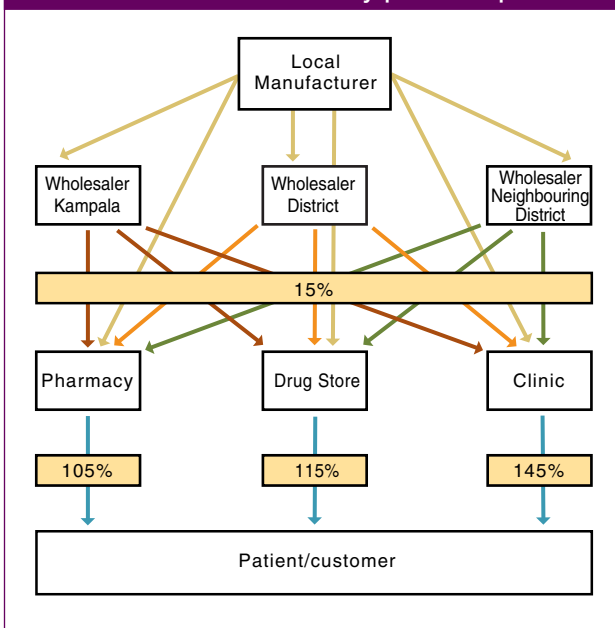 Local
Manufacturer
Wholesaler
Kampala
Wholesaler
District
Wholesaler
Neighbouring
District
15%
Pharmacy
Drug Store
Clinic
105%
115%
145%
Patient/customer